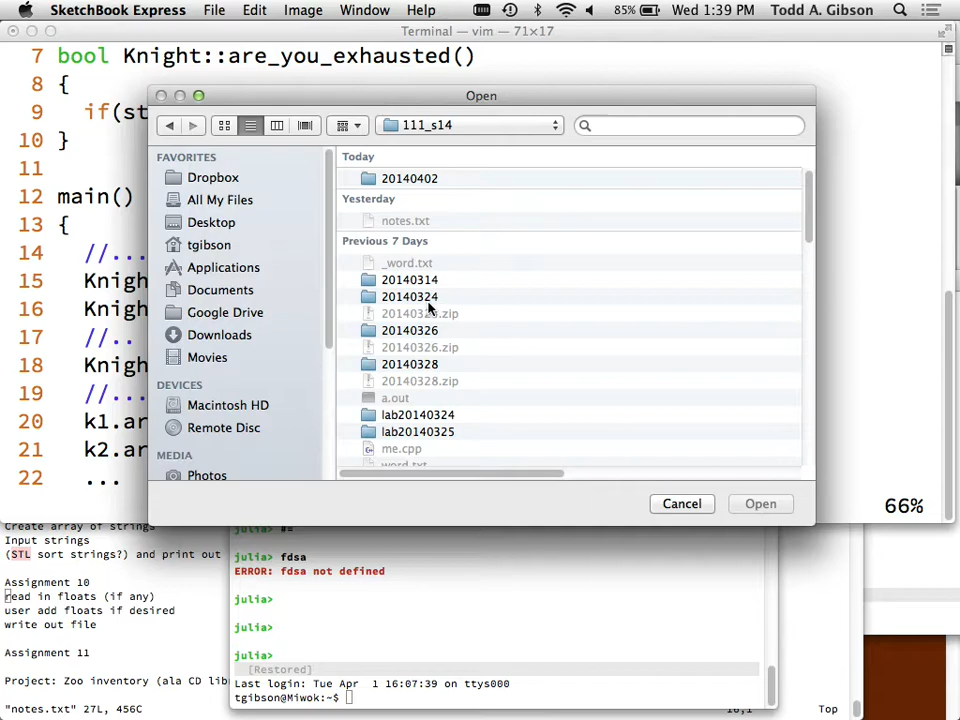 SketchBook Express File Edit Image Window Help 85% Wed 1:39 PM Todd A. Gibson
Terminal — vim — 71×17
7 bool Knight::are_you_exhausted()
8 {
9 if(st
10 }
11
12 main()
13 {
14 //...
15 Knigh
16 Knigh
17 //..
18 Knigh
19 //...
20 k1.ar
21 k2.ar
22 ...
66%
Open
111_s14
FAVORITES
Dropbox
All My Files
Desktop
tgibson
Applications
Documents
Google Drive
Downloads
Movies
DEVICES
Macintosh HD
Remote Disc
MEDIA
Photos
Today
20140402
Yesterday
notes.txt
Previous 7 Days
_word.txt
20140314
20140324
20140326
20140326.zip
20140328
20140328.zip
a.out
lab20140324
lab20140325
me.cpp
word.txt
Cancel
Open
Create array of strings
Input strings
(STL sort strings?) and print out
Assignment 10
read in floats (if any)
user add floats if desired
write out file
Assignment 11
Project: Zoo inventory (ala CD lib
"notes.txt" 27L, 456C
julia> #=
julia> fdsa
ERROR: fdsa not defined
julia>
julia>
julia>
[Restored]
Last login: Tue Apr 1 16:07:39 on ttys000
tgibson@Miwok:~$
Top